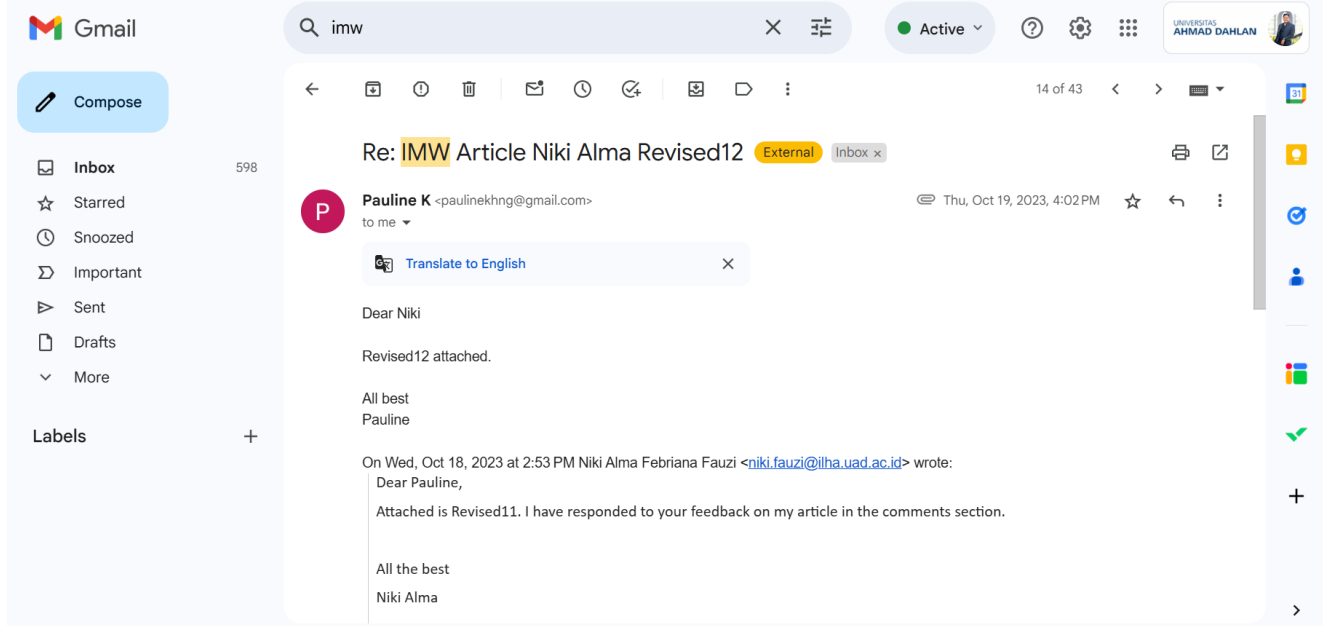 Gmail
imw
Active
UNIVERSITAS
AHMAD DAHLAN
Compose
14 of 43
31
Inbox 598
Starred
Snoozed
Important
Sent
Drafts
More
Labels
Re: IMW Article Niki Alma Revised12 External Inbox x
P
Pauline K <paulinekhng@gmail.com> Thu, Oct 19, 2023, 4:02 PM
to me
Translate to English
Dear Niki
Revised12 attached.
All best
Pauline
On Wed, Oct 18, 2023 at 2:53 PM Niki Alma Febriana Fauzi <niki.fauzi@ilha.uad.ac.id> wrote:
Dear Pauline,
Attached is Revised11. I have responded to your feedback on my article in the comments section.
All the best
Niki Alma